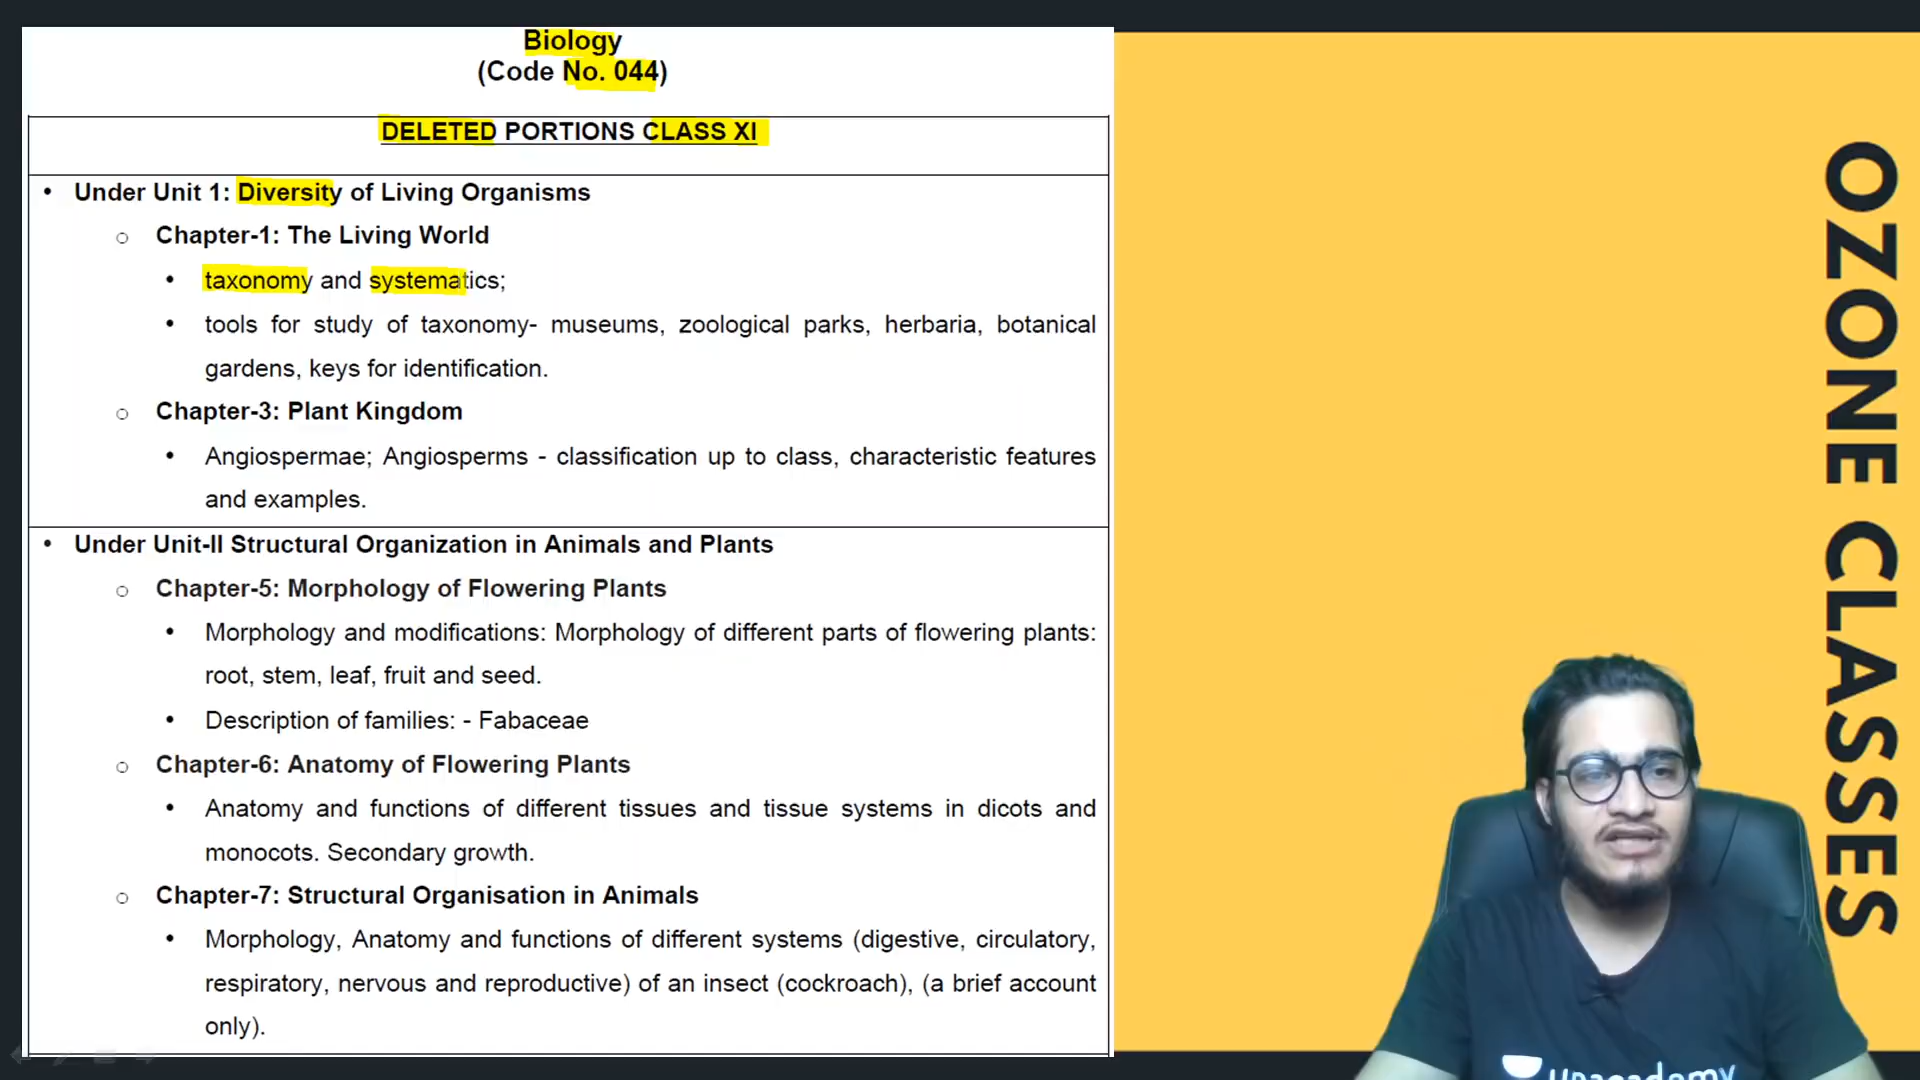 Biology
(Code No. 044)
DELETED PORTIONS CLASS XI
• Under Unit 1: Diversity of Living Organisms
○ Chapter-1: The Living World
• taxonomy and systematics;
• tools for study of taxonomy- museums, zoological parks, herbaria, botanical
gardens, keys for identification.
○ Chapter-3: Plant Kingdom
• Angiospermae; Angiosperms - classification up to class, characteristic features
and examples.
• Under Unit-II Structural Organization in Animals and Plants
○ Chapter-5: Morphology of Flowering Plants
• Morphology and modifications: Morphology of different parts of flowering plants:
root, stem, leaf, fruit and seed.
• Description of families: - Fabaceae
○ Chapter-6: Anatomy of Flowering Plants
• Anatomy and functions of different tissues and tissue systems in dicots and
monocots. Secondary growth.
○ Chapter-7: Structural Organisation in Animals
• Morphology, Anatomy and functions of different systems (digestive, circulatory,
respiratory, nervous and reproductive) of an insect (cockroach), (a brief account
only).
OZONE CLASSES
unacademy